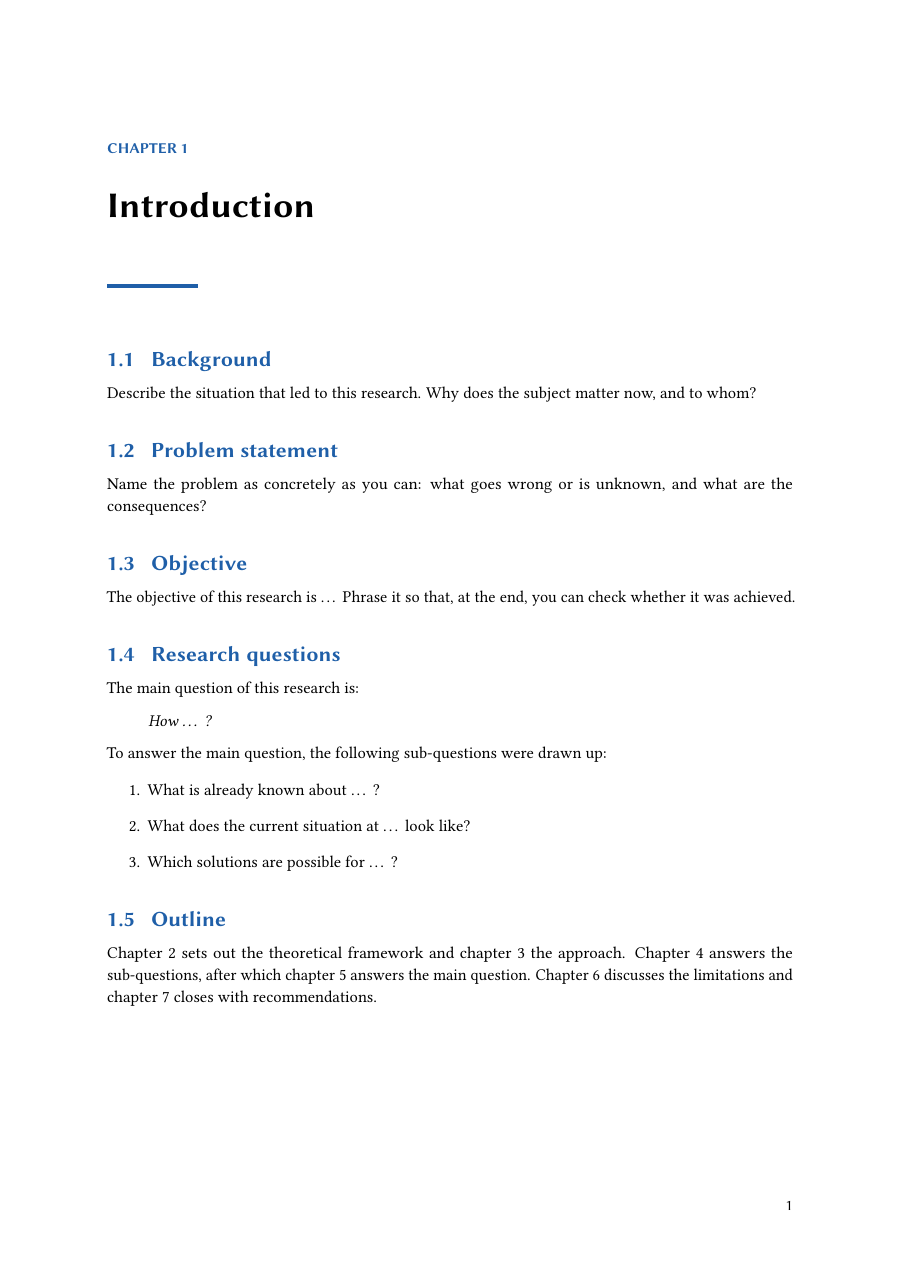 CHAPTER 1
Introduction
1.1 Background
Describe the situation that led to this research. Why does the subject matter now, and to whom?
1.2 Problem statement
Name the problem as concretely as you can: what goes wrong or is unknown, and what are the
consequences?
1.3 Objective
The objective of this research is … Phrase it so that, at the end, you can check whether it was achieved.
1.4 Research questions
The main question of this research is:
How … ?
To answer the main question, the following sub-questions were drawn up:
1. What is already known about … ?
2. What does the current situation at … look like?
3. Which solutions are possible for … ?
1.5 Outline
Chapter 2 sets out the theoretical framework and chapter 3 the approach. Chapter 4 answers the
sub-questions, after which chapter 5 answers the main question. Chapter 6 discusses the limitations and
chapter 7 closes with recommendations.
1